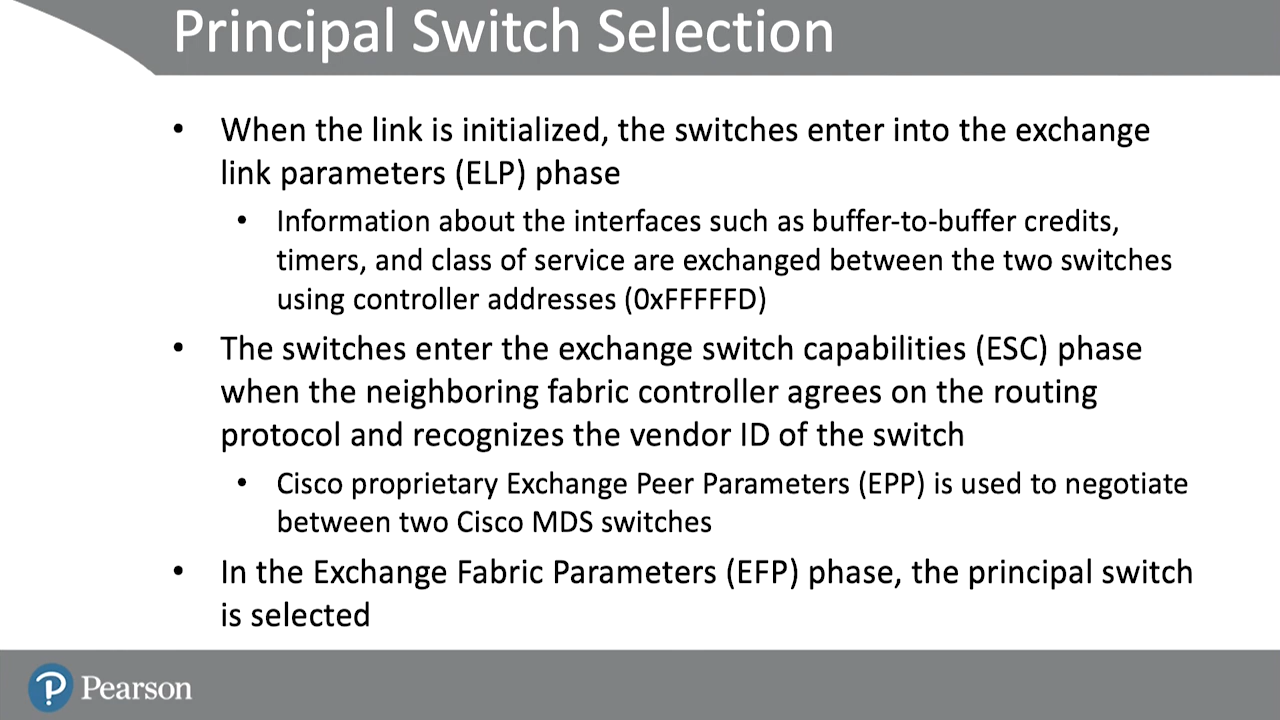 Principal Switch Selection
• When the link is initialized, the switches enter into the exchange
link parameters (ELP) phase
• Information about the interfaces such as buffer-to-buffer credits,
timers, and class of service are exchanged between the two switches
using controller addresses (0xFFFFFD)
• The switches enter the exchange switch capabilities (ESC) phase
when the neighboring fabric controller agrees on the routing
protocol and recognizes the vendor ID of the switch
• Cisco proprietary Exchange Peer Parameters (EPP) is used to negotiate
between two Cisco MDS switches
• In the Exchange Fabric Parameters (EFP) phase, the principal switch
is selected
Pearson